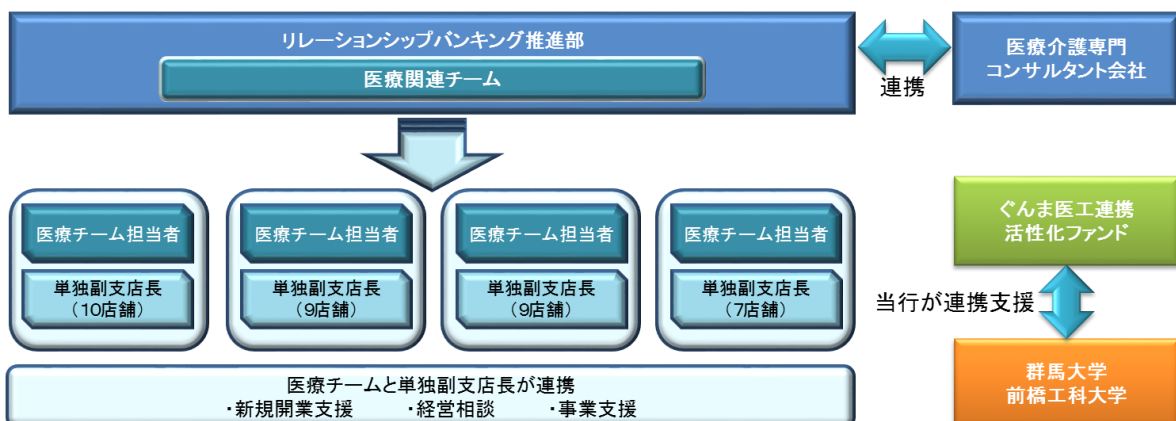 リレーションシップバンキング推進部
医療関連チーム
連携
医療介護専門
コンサルタント会社
医療チーム担当者
単独副支店長
（10店舗）
医療チーム担当者
単独副支店長
（9店舗）
医療チーム担当者
単独副支店長
（9店舗）
医療チーム担当者
単独副支店長
（7店舗）
ぐんま医工連携
活性化ファンド
当行が連携支援
群馬大学
前橋工科大学
医療チームと単独副支店長が連携
・新規開業支援 ・経営相談 ・事業支援